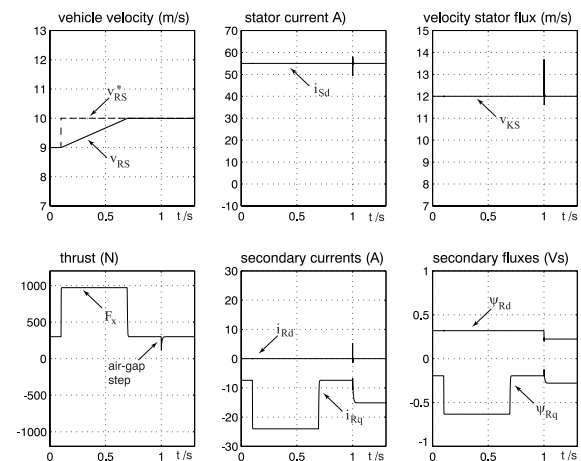 vehicle velocity (m/s)
13
12
11
10
9
8
7
0
0.5
1
t /s
v*RS
vRS
stator current A)
70
60
50
40
30
20
10
0
-10
0
0.5
1
t /s
iSd
velocity stator flux (m/s)
15
14
13
12
11
10
9
8
7
0
0.5
1
t /s
vKS
thrust (N)
1000
500
0
-500
-1000
0
0.5
1
t /s
Fx
air-gap
step
secondary currents (A)
30
20
10
0
-10
-20
-30
0
0.5
1
t /s
iRd
iRq
secondary fluxes (Vs)
1
0.5
0
-0.5
-1
0
0.5
1
t /s
ψRd
ψRq